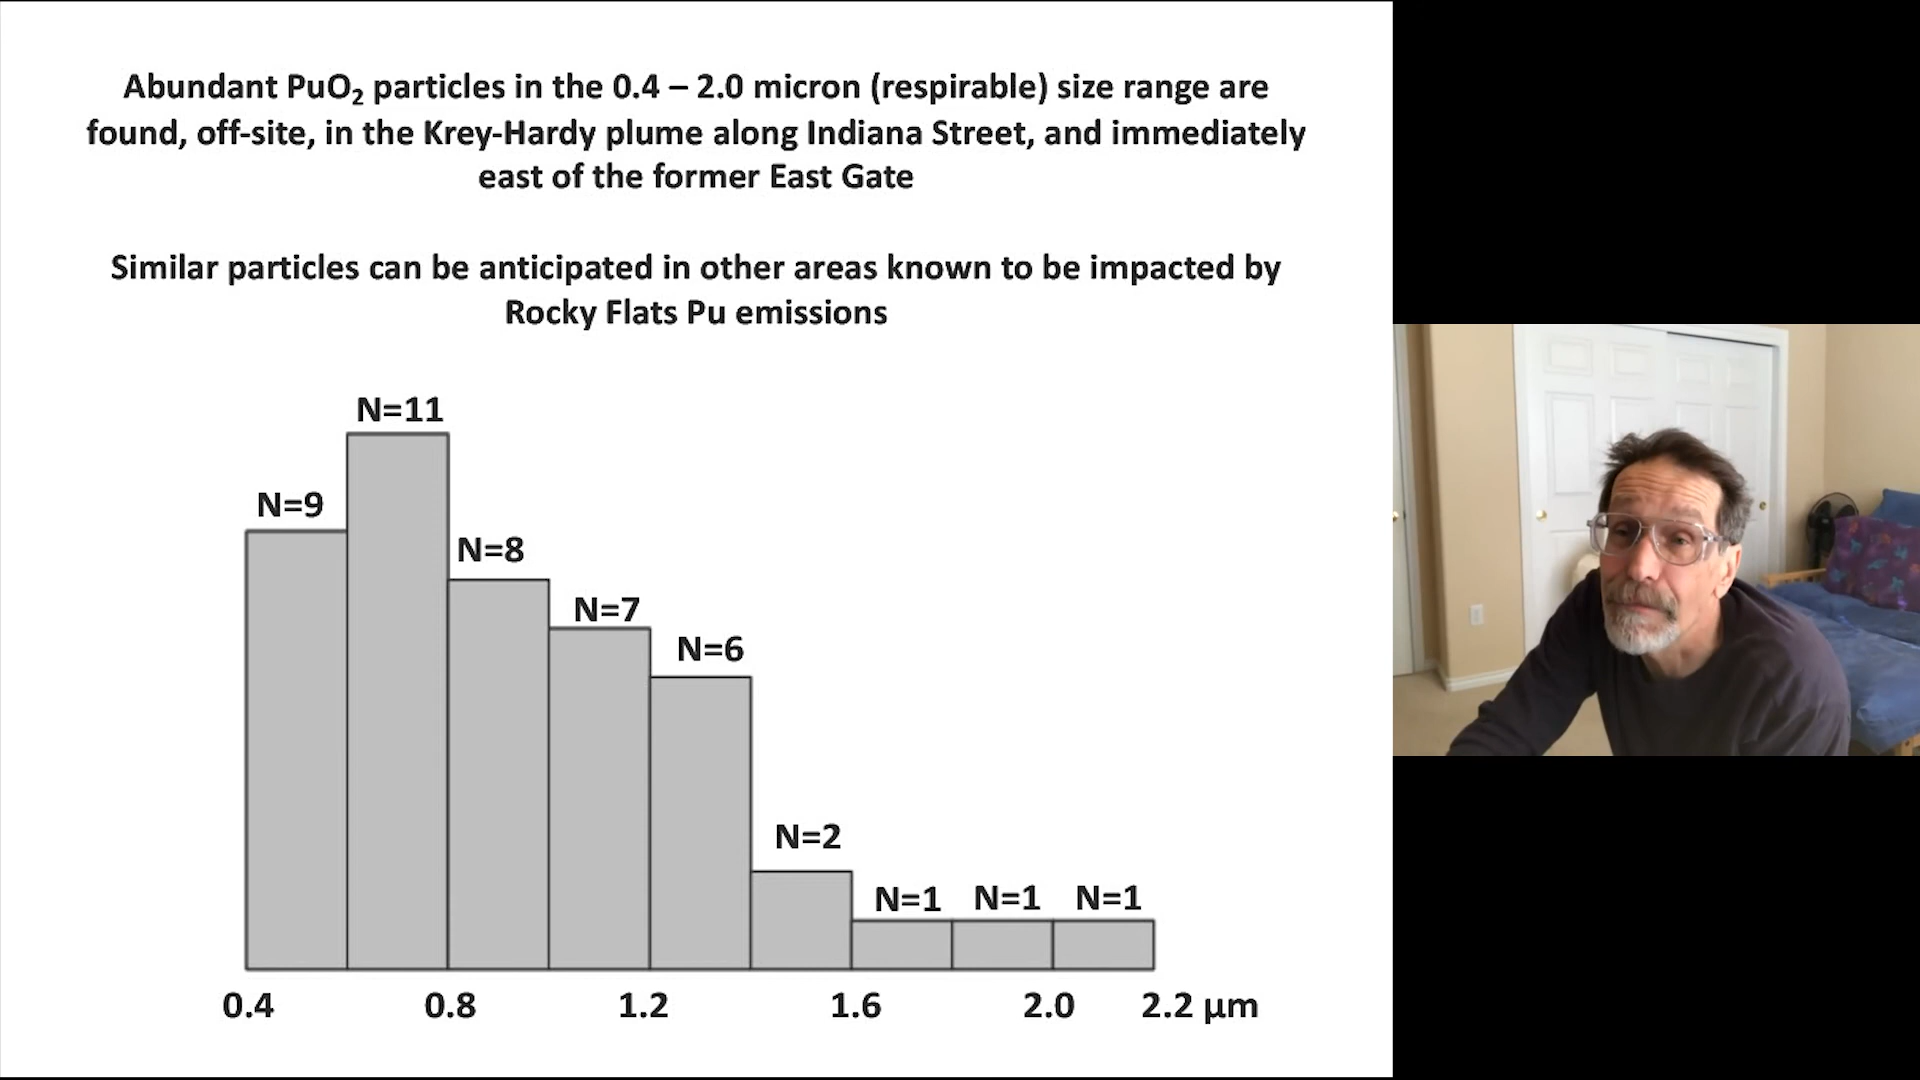 Abundant PuO₂ particles in the 0.4 – 2.0 micron (respirable) size range are
found, off-site, in the Krey-Hardy plume along Indiana Street, and immediately
east of the former East Gate
Similar particles can be anticipated in other areas known to be impacted by
Rocky Flats Pu emissions
N=11
N=9
N=8
N=7
N=6
N=2
N=1 N=1 N=1
0.4 0.8 1.2 1.6 2.0 2.2 µm